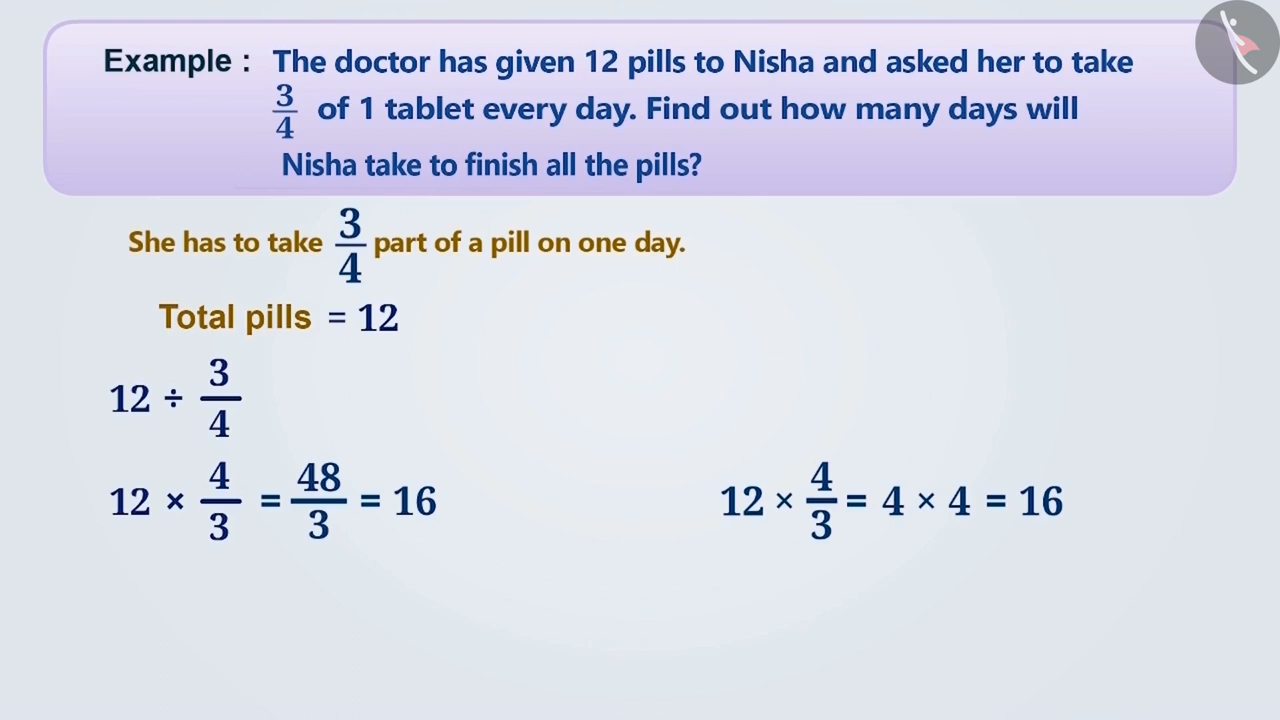 Example : The doctor has given 12 pills to Nisha and asked her to take
3/4 of 1 tablet every day. Find out how many days will
Nisha take to finish all the pills?
She has to take 3/4 part of a pill on one day.
Total pills = 12
12 ÷ 3/4
12 × 4/3 = 48/3 = 16
12 × 4/3 = 4 × 4 = 16